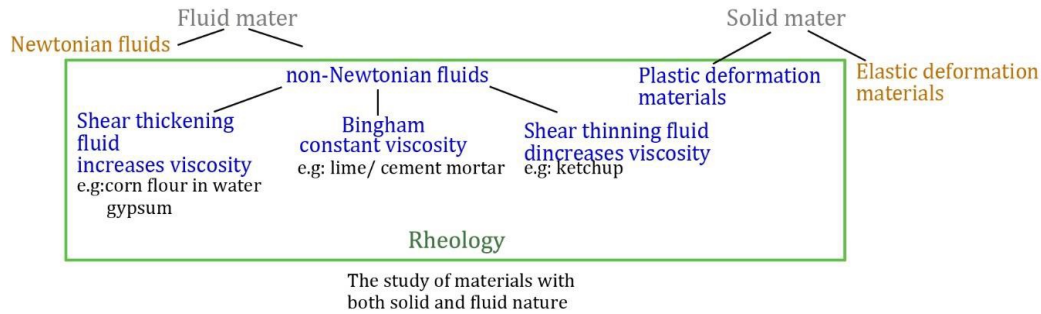 Fluid mater
Solid mater
Newtonian fluids
non-Newtonian fluids
Plastic deformation
materials
Elastic deformation
materials
Shear thickening
fluid
increases viscosity
e.g:corn flour in water
gypsum
Bingham
constant viscosity
e.g: lime/ cement mortar
Shear thinning fluid
dincreases viscosity
e.g: ketchup
Rheology
The study of materials with
both solid and fluid nature